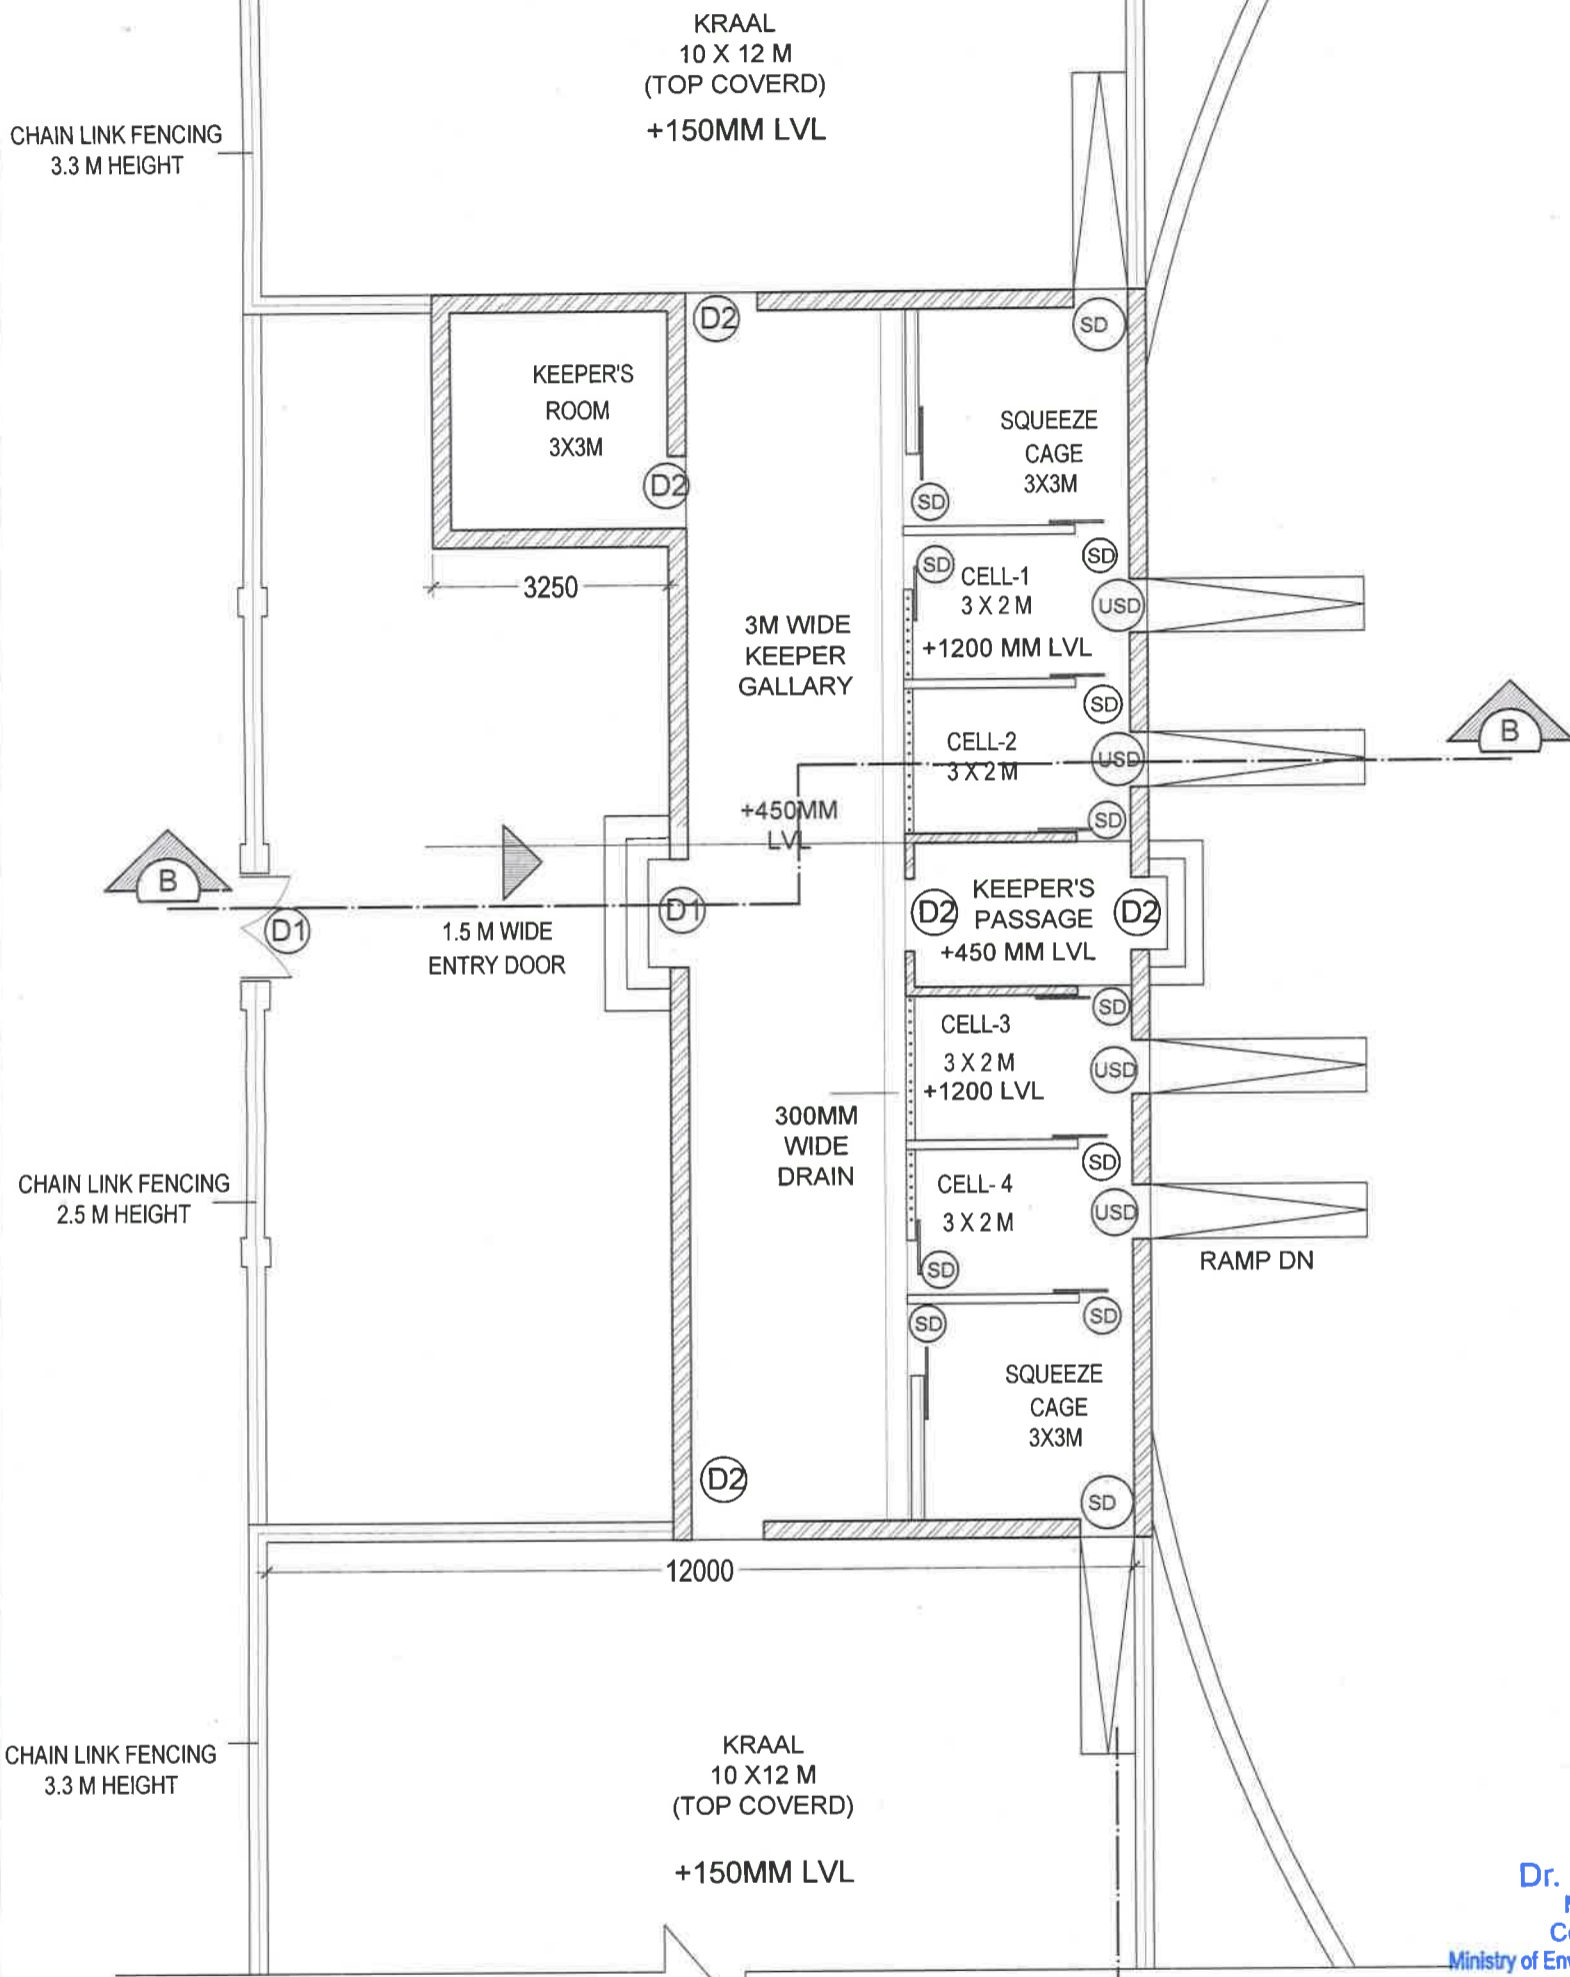 KRAAL
10 X 12 M
(TOP COVERD)
+150MM LVL
CHAIN LINK FENCING
3.3 M HEIGHT
D2
SD
KEEPER'S
ROOM
3X3M
D2
SQUEEZE
CAGE
3X3M
SD
SD
SD
CELL-1
3 X 2 M
USD
+1200 MM LVL
3250
3M WIDE
KEEPER
GALLARY
SD
CELL-2
3 X 2 M
USD
B
+450MM
LVL
SD
B
D1
1.5 M WIDE
ENTRY DOOR
D1
D2
KEEPER'S
PASSAGE
+450 MM LVL
D2
SD
CELL-3
3 X 2 M
+1200 LVL
USD
300MM
WIDE
DRAIN
SD
CELL- 4
3 X 2 M
USD
CHAIN LINK FENCING
2.5 M HEIGHT
RAMP DN
SD
SD
SD
SQUEEZE
CAGE
3X3M
D2
SD
12000
KRAAL
10 X12 M
(TOP COVERD)
+150MM LVL
CHAIN LINK FENCING
3.3 M HEIGHT
Dr.
Ministry of Env